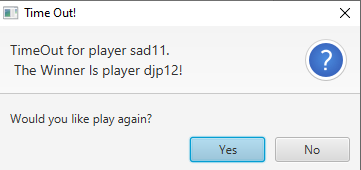 Time Out!
TimeOut for player sad11.
The Winner Is player djp12!
?
Would you like play again?
Yes
No